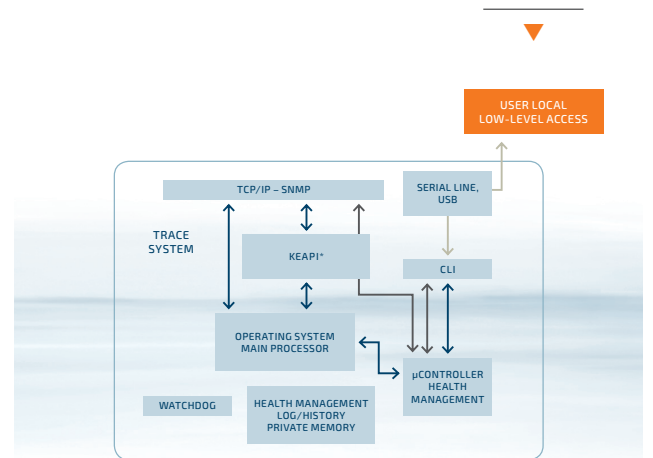 USER LOCAL
LOW-LEVEL ACCESS
TCP/IP – SNMP
SERIAL LINE,
USB
TRACE
SYSTEM
KEAPI*
CLI
OPERATING SYSTEM
MAIN PROCESSOR
µCONTROLLER
HEALTH
MANAGEMENT
WATCHDOG
HEALTH MANAGEMENT
LOG/HISTORY
PRIVATE MEMORY